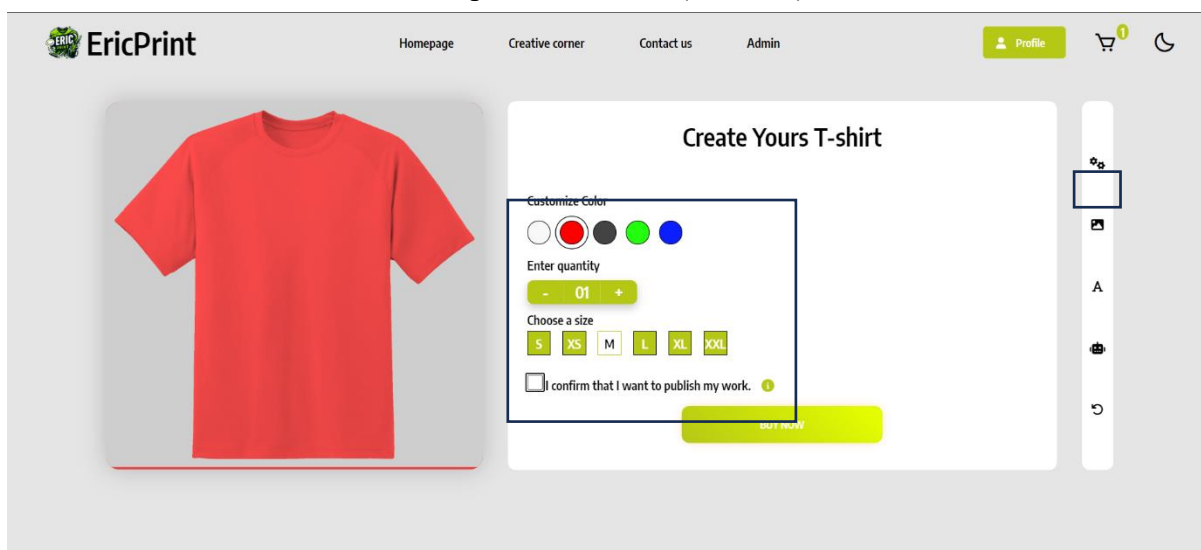 ERIC
PRINT
EricPrint
Homepage
Creative corner
Contact us
Admin
Profile
1
Create Yours T-shirt
Customize Color
Enter quantity
- 01 +
Choose a size
S XS M L XL XXL
I confirm that I want to publish my work. i
BUY NOW
A